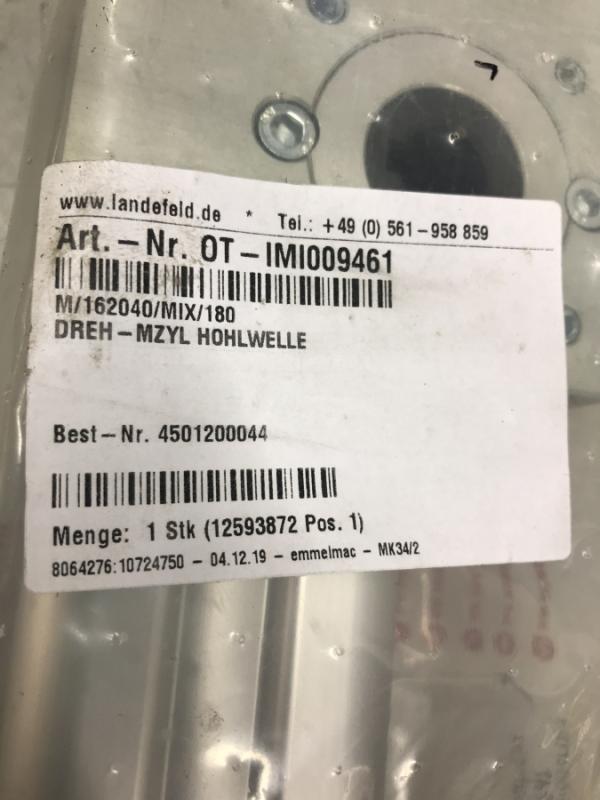 www.landefeld.de * Tel.: +49 (0) 561-958 859
Art.-Nr. OT-IMI009461
M/162040/MIX/180
DREH-MZYL HOHLWELLE
Best-Nr. 4501200044
Menge: 1 Stk (12593872 Pos. 1)
8064276:10724750 - 04.12.19 - emmelmac - MK34/2